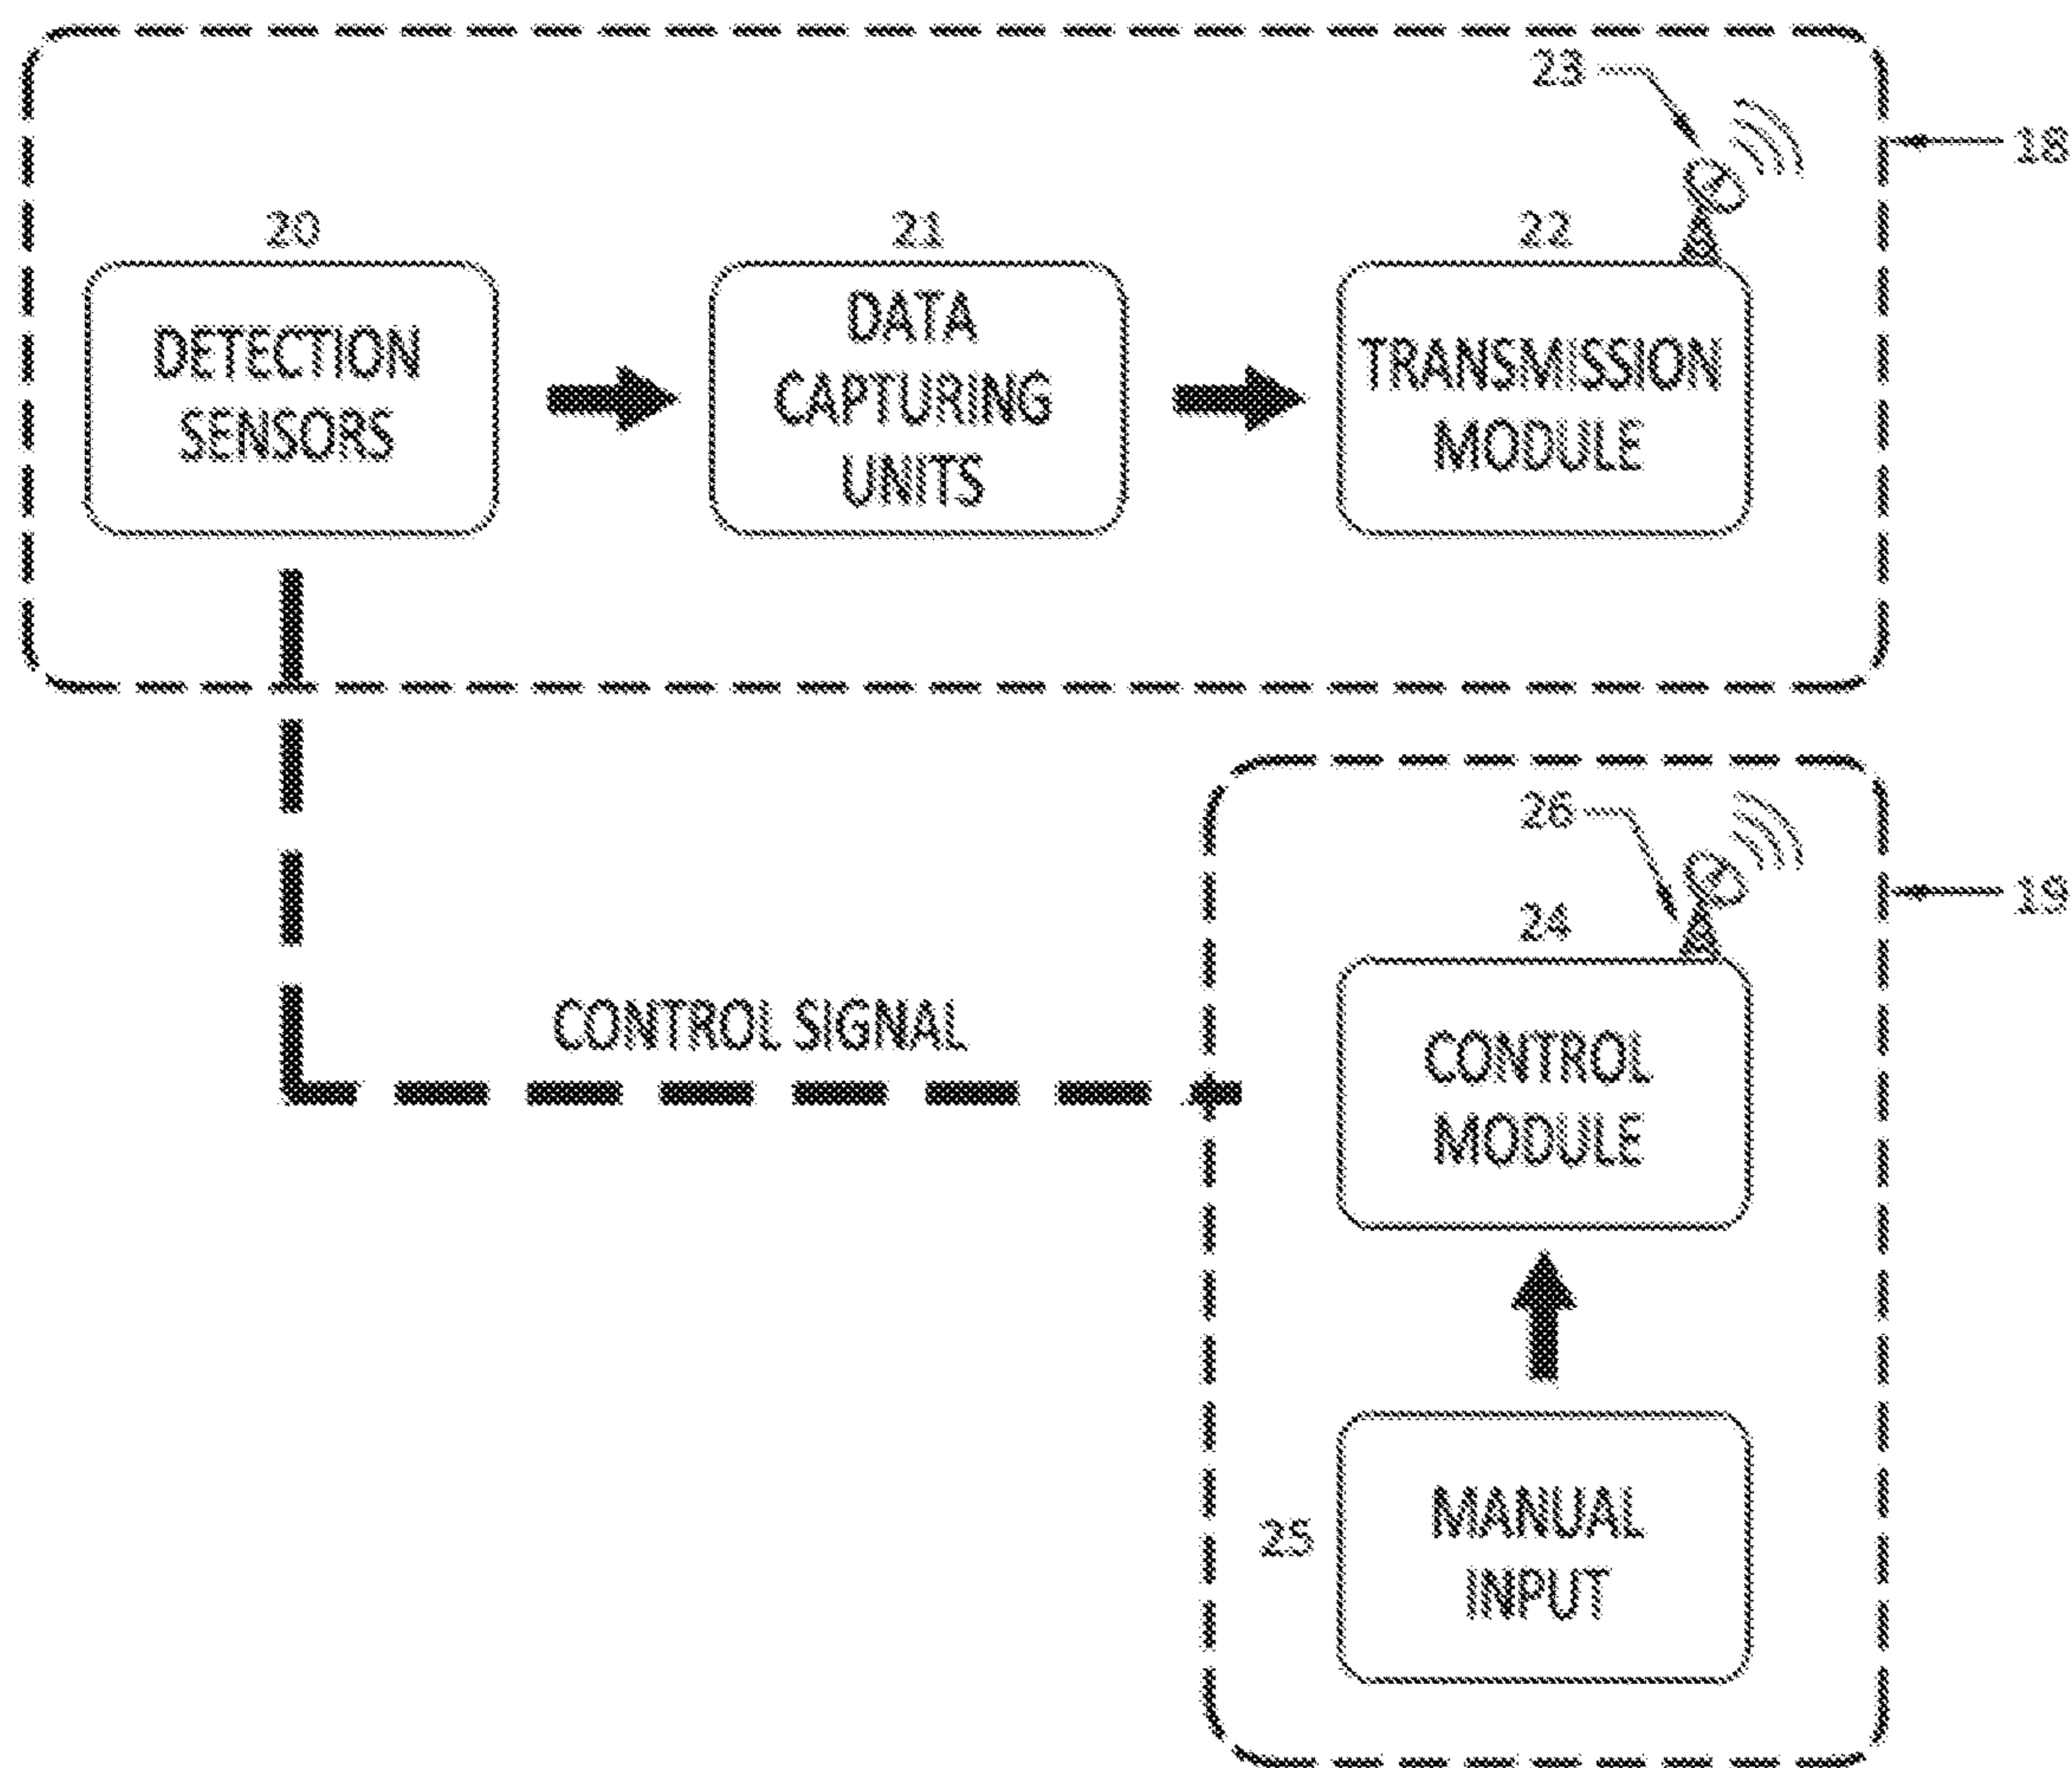 23
18
20
21
22
DETECTION
SENSORS
DATA
CAPTURING
UNITS
TRANSMISSION
MODULE
26
19
24
CONTROL SIGNAL
CONTROL
MODULE
25
MANUAL
INPUT